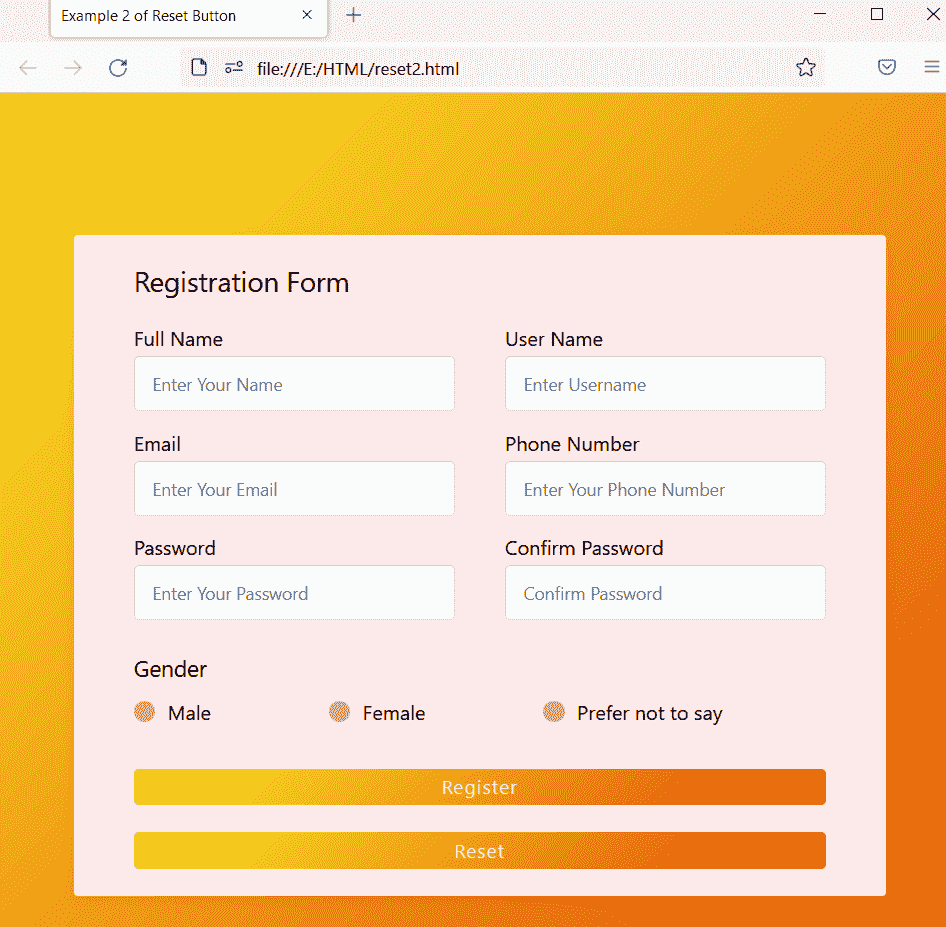 Example 2 of Reset Button
file:///E:/HTML/reset2.html
Registration Form
Full Name User Name
Enter Your Name Enter Username
Email Phone Number
Enter Your Email Enter Your Phone Number
Password Confirm Password
Enter Your Password Confirm Password
Gender
Male Female Prefer not to say
Register
Reset